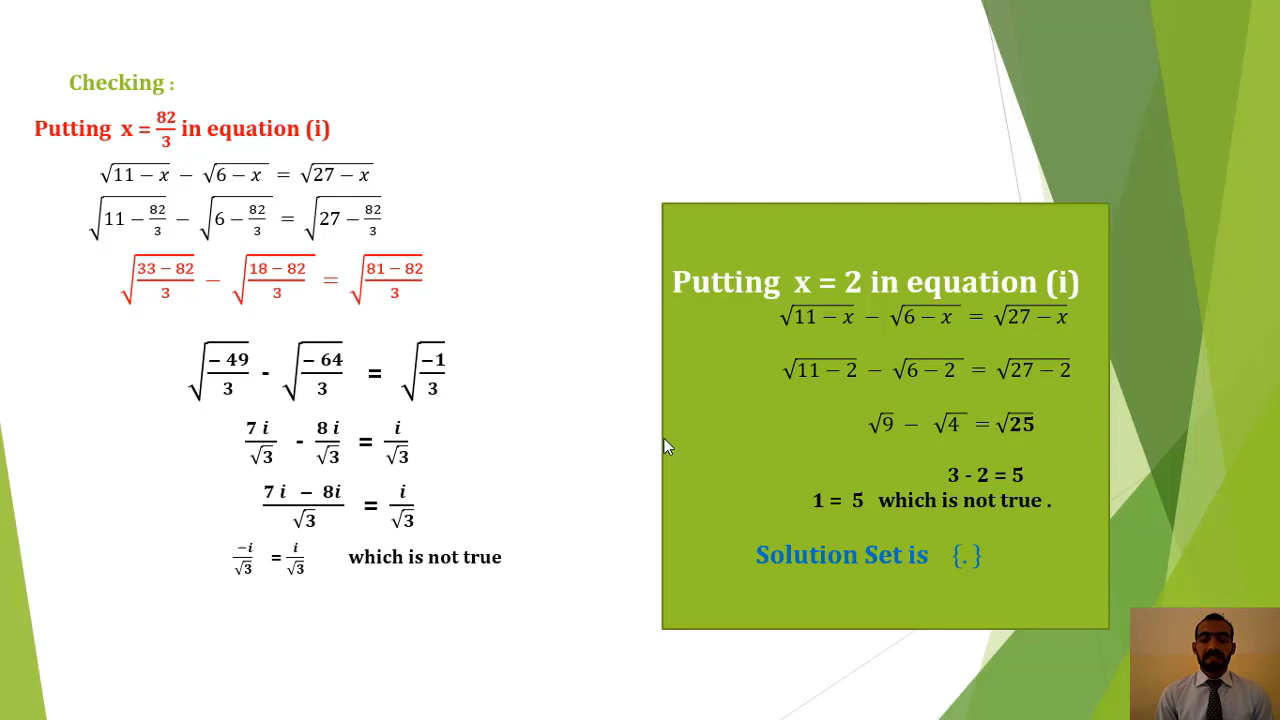 Checking :
Putting x = 82/3 in equation (i)
√(11 − x) − √(6 − x) = √(27 − x)
√(11 − 82/3) − √(6 − 82/3) = √(27 − 82/3)
√((33 − 82)/3) − √((18 − 82)/3) = √((81 − 82)/3)
√(− 49/3) - √(− 64/3) = √(−1/3)
7 i/√3 - 8 i/√3 = i/√3
(7 i − 8i)/√3 = i/√3
−i/√3 = i/√3 which is not true
Putting x = 2 in equation (i)
√(11 − x) − √(6 − x) = √(27 − x)
√(11 − 2) − √(6 − 2) = √(27 − 2)
√9 − √4 = √25
3 - 2 = 5
1 = 5 which is not true .
Solution Set is {. }